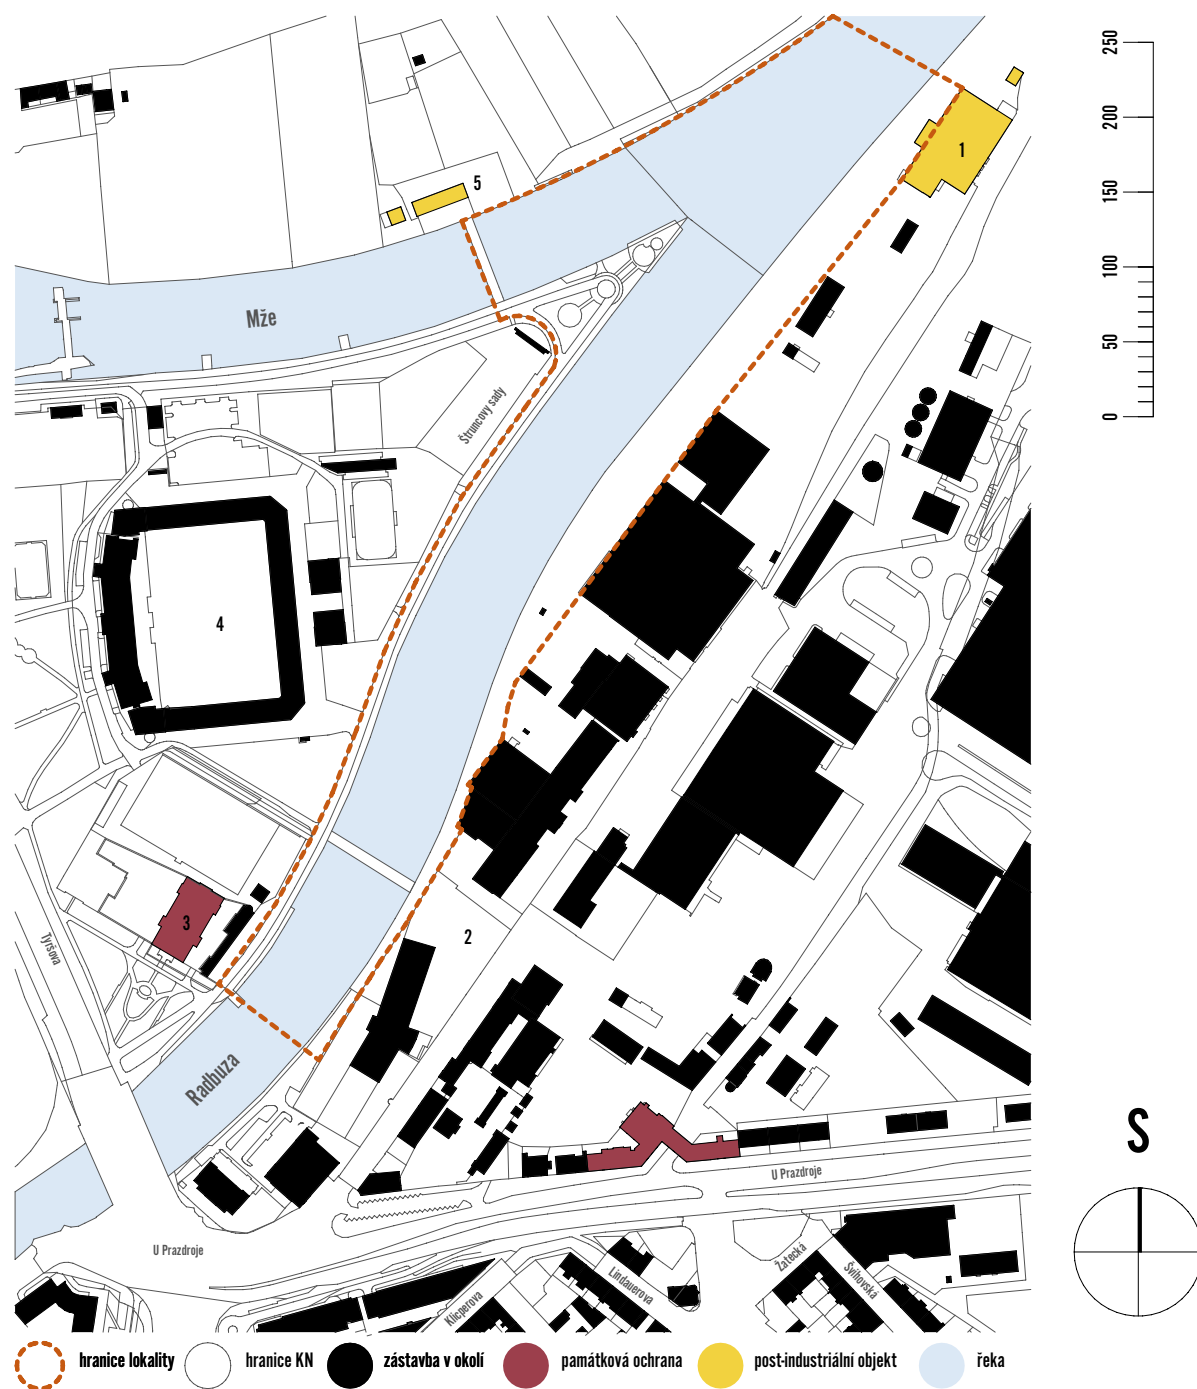 250
200
150
100
50
0
1
5
Mže
Štruncovy sady
4
3
2
Tyršova
Radbuza
S
U Prazdroje
U Prazdroje
Žatecká
Švihovská
Lindauerova
Klicperova
hranice lokality
hranice KN
zástavba v okolí
památková ochrana
post-industriální objekt
řeka